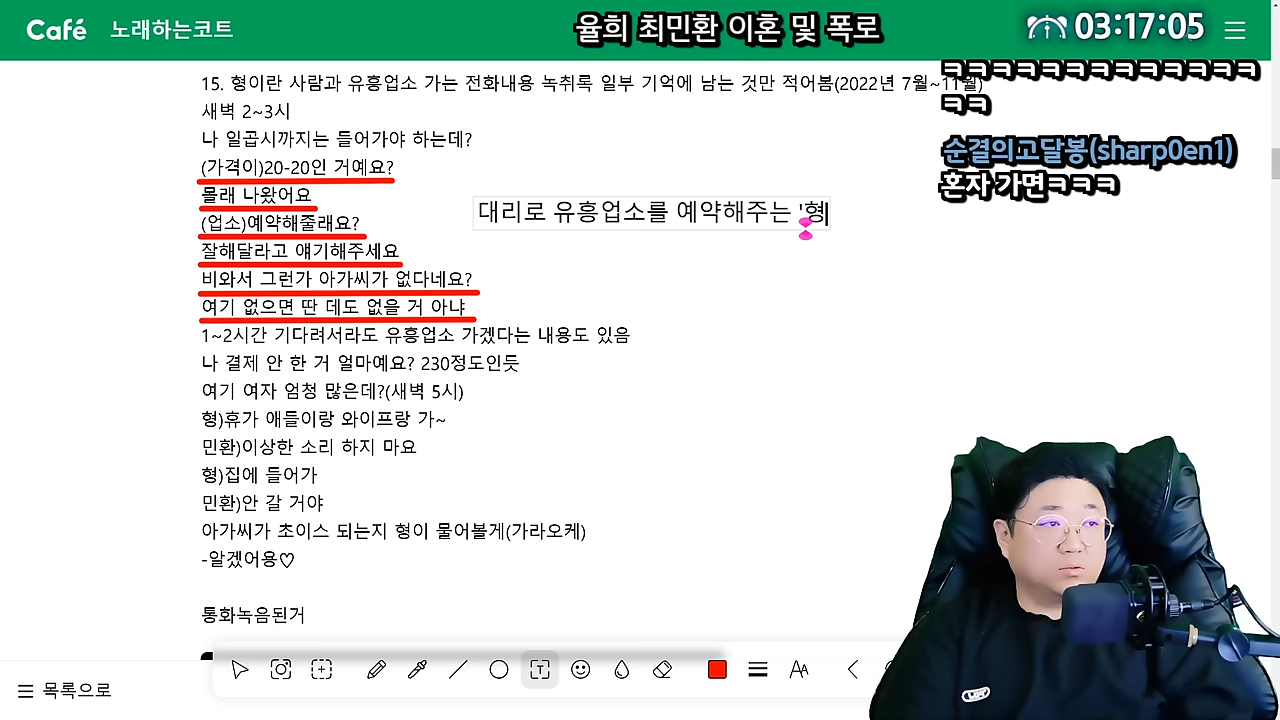 Café 노래하는코트
율희 최민환 이혼 및 폭로
03:17:05
ㅋㅋㅋㅋㅋㅋㅋㅋㅋㅋㅋㅋㅋ
ㅋㅋ
순결의고달봉(sharp0en1)
혼자 가면ㅋㅋㅋ
15. 형이란 사람과 유흥업소 가는 전화내용 녹취록 일부 기억에 남는 것만 적어봄(2022년 7월~11월)
새벽 2~3시
나 일곱시까지는 들어가야 하는데?
(가격이)20-20인 거예요?
몰래 나왔어요
(업소)예약해줄래요?
대리로 유흥업소를 예약해주는 '형
잘해달라고 얘기해주세요
비와서 그런가 아가씨가 없다네요?
여기 없으면 딴 데도 없을 거 아냐
1~2시간 기다려서라도 유흥업소 가겠다는 내용도 있음
나 결제 안 한 거 얼마예요? 230정도인듯
여기 여자 엄청 많은데?(새벽 5시)
형)휴가 애들이랑 와이프랑 가~
민환)이상한 소리 하지 마요
형)집에 들어가
민환)안 갈 거야
아가씨가 초이스 되는지 형이 물어볼게(가라오케)
-알겠어용♡
통화녹음된거
목록으로